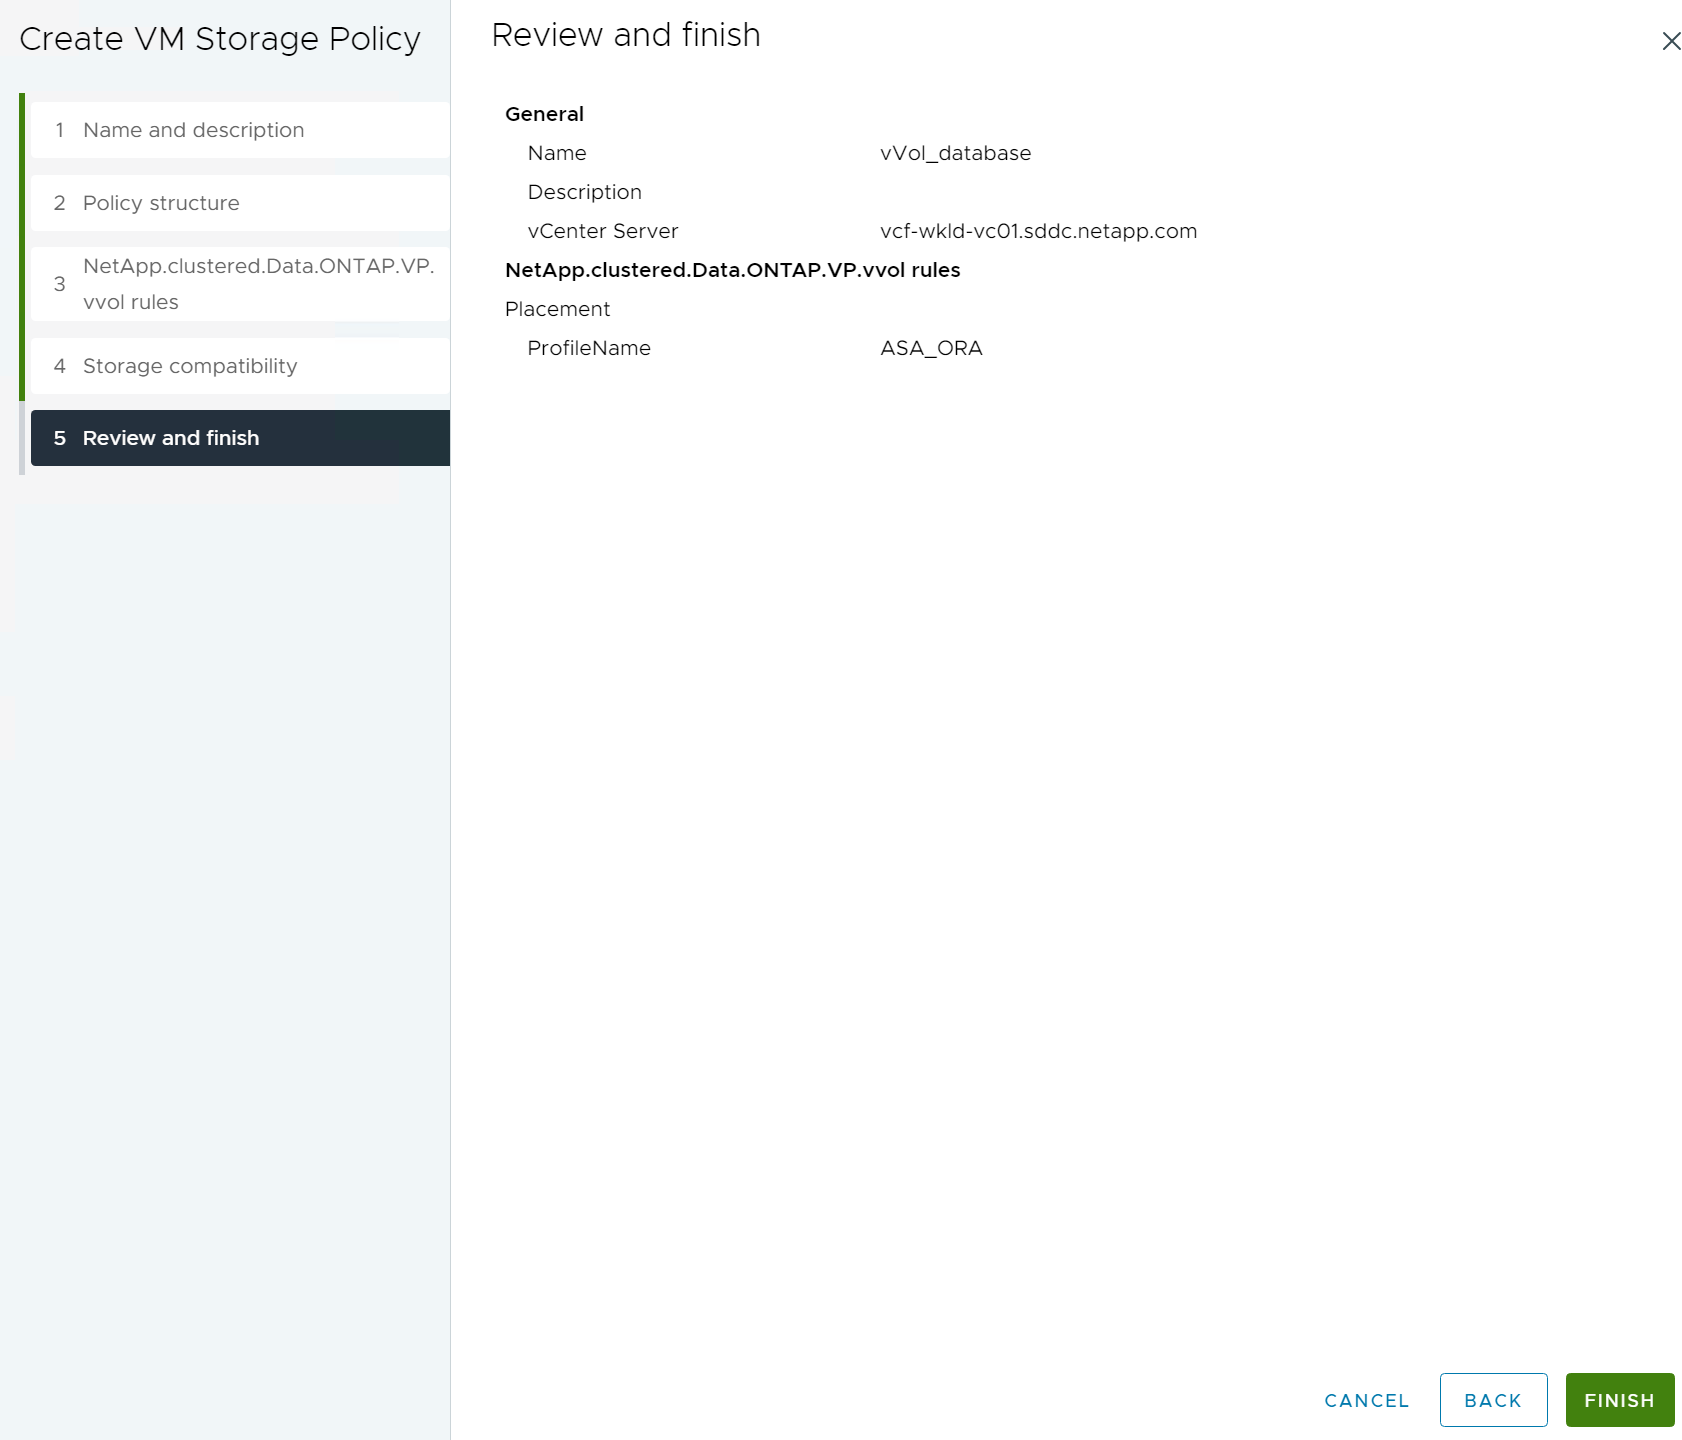 Create VM Storage Policy
1 Name and description
2 Policy structure
3 NetApp.clustered.Data.ONTAP.VP.
vvol rules
4 Storage compatibility
5 Review and finish
Review and finish
General
Name vVol_database
Description
vCenter Server vcf-wkld-vc01.sddc.netapp.com
NetApp.clustered.Data.ONTAP.VP.vvol rules
Placement
ProfileName ASA_ORA
CANCEL BACK FINISH